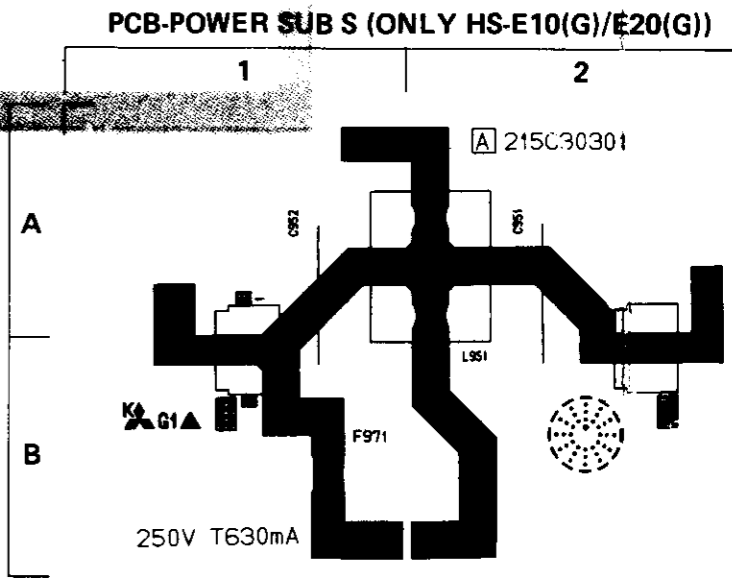 PCB-POWER SUB S (ONLY HS-E10(G)/E20(G))
1 2
A 215C30301
A
C952 C951
L951
K G1
F971
B
250V T630mA